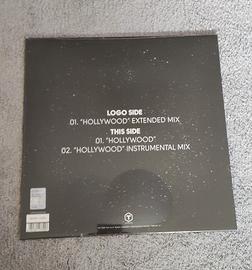 LOGO SIDE
01. "HOLLYWOOD" EXTENDED MIX
THIS SIDE
01. "HOLLYWOOD"
02. "HOLLYWOOD" INSTRUMENTAL MIX